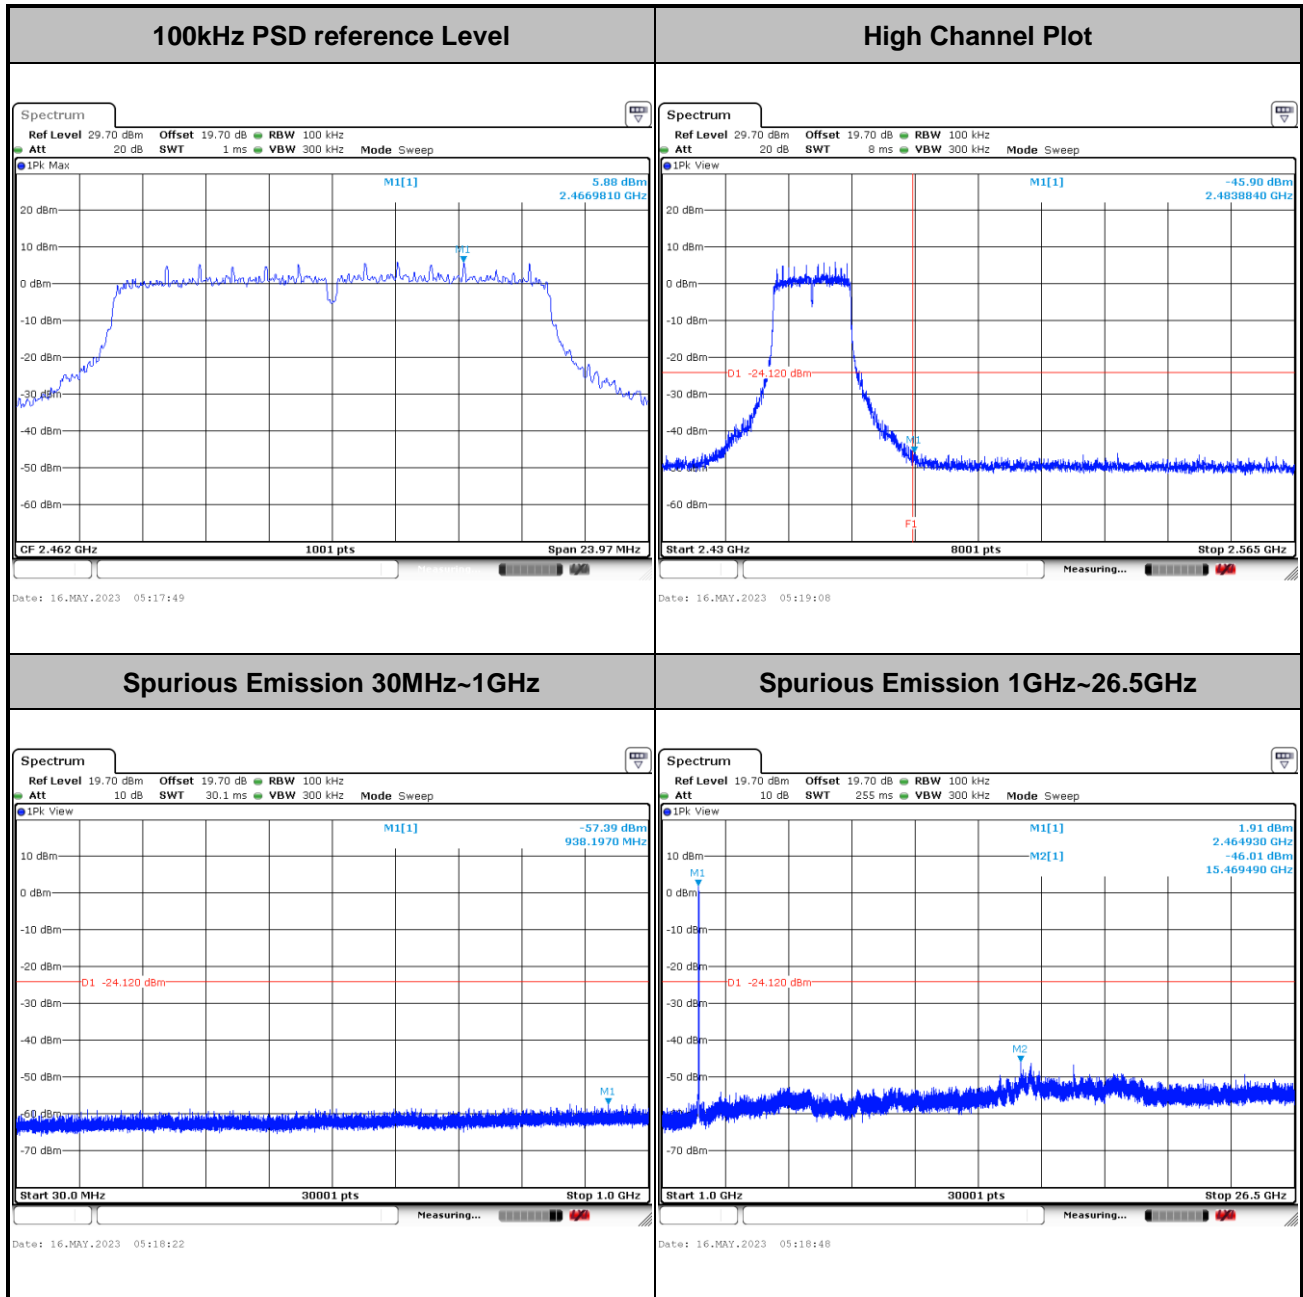 100kHz PSD reference Level
High Channel Plot
Spectrum
Ref Level 29.70 dBm Offset 19.70 dB RBW 100 kHz
Att 20 dB SWT 1 ms VBW 300 kHz Mode Sweep
1Pk Max
M1[1] 5.88 dBm
2.4669810 GHz
20 dBm
10 dBm
M1
0 dBm
-10 dBm
-20 dBm
-30 dBm
-40 dBm
-50 dBm
-60 dBm
CF 2.462 GHz 1001 pts Span 23.97 MHz
Measuring...
Date: 16.MAY.2023 05:17:49
Spectrum
Ref Level 29.70 dBm Offset 19.70 dB RBW 100 kHz
Att 20 dB SWT 8 ms VBW 300 kHz Mode Sweep
1Pk View
M1[1] -45.90 dBm
2.4838840 GHz
20 dBm
10 dBm
0 dBm
-10 dBm
-20 dBm
D1 -24.120 dBm
-30 dBm
-40 dBm
M1
-50 dBm
-60 dBm
F1
Start 2.43 GHz 8001 pts Stop 2.565 GHz
Measuring...
Date: 16.MAY.2023 05:19:08
Spurious Emission 30MHz~1GHz
Spurious Emission 1GHz~26.5GHz
Spectrum
Ref Level 19.70 dBm Offset 19.70 dB RBW 100 kHz
Att 10 dB SWT 30.1 ms VBW 300 kHz Mode Sweep
1Pk View
M1[1] -57.39 dBm
938.1970 MHz
10 dBm
0 dBm
-10 dBm
-20 dBm
D1 -24.120 dBm
-30 dBm
-40 dBm
-50 dBm
M1
-60 dBm
-70 dBm
Start 30.0 MHz 30001 pts Stop 1.0 GHz
Measuring...
Date: 16.MAY.2023 05:18:22
Spectrum
Ref Level 19.70 dBm Offset 19.70 dB RBW 100 kHz
Att 10 dB SWT 255 ms VBW 300 kHz Mode Sweep
1Pk View
M1[1] 1.91 dBm
2.464930 GHz
M2[1] -46.01 dBm
15.469490 GHz
10 dBm
M1
0 dBm
-10 dBm
-20 dBm
D1 -24.120 dBm
-30 dBm
-40 dBm
M2
-50 dBm
-60 dBm
-70 dBm
Start 1.0 GHz 30001 pts Stop 26.5 GHz
Measuring...
Date: 16.MAY.2023 05:18:48